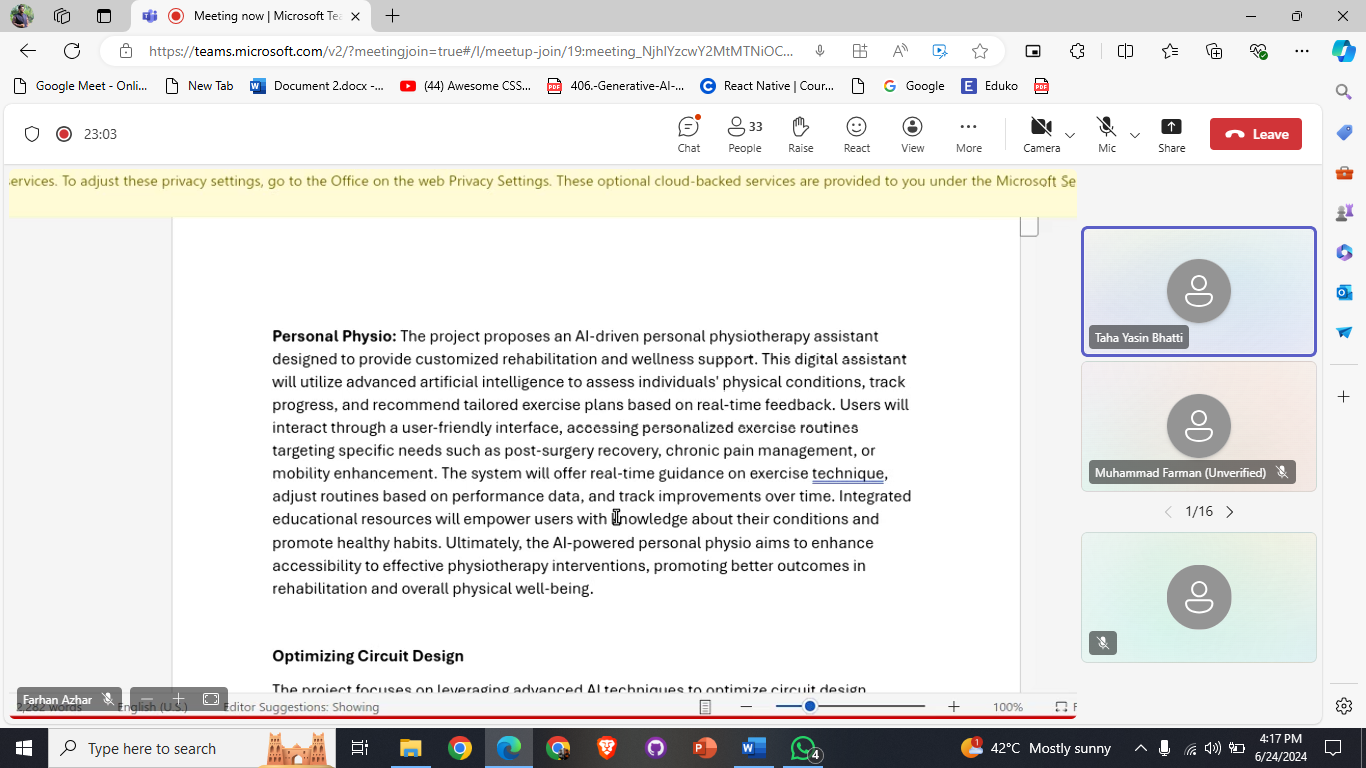 Meeting now | Microsoft Te
https://teams.microsoft.com/v2/?meetingjoin=true#/l/meetup-join/19:meeting_NjhlYzcwY2MtMTNiOC...
Google Meet - Onli...
New Tab
Document 2.docx -...
(44) Awesome CSS...
406.-Generative-AI-...
React Native | Cour...
Google
Eduko
23:03
Chat
33
People
Raise
React
View
More
Camera
Mic
Share
Leave
ervices. To adjust these privacy settings, go to the Office on the web Privacy Settings. These optional cloud-backed services are provided to you under the Microsoft Se
Personal Physio: The project proposes an AI-driven personal physiotherapy assistant
designed to provide customized rehabilitation and wellness support. This digital assistant
will utilize advanced artificial intelligence to assess individuals' physical conditions, track
progress, and recommend tailored exercise plans based on real-time feedback. Users will
interact through a user-friendly interface, accessing personalized exercise routines
targeting specific needs such as post-surgery recovery, chronic pain management, or
mobility enhancement. The system will offer real-time guidance on exercise technique,
adjust routines based on performance data, and track improvements over time. Integrated
educational resources will empower users with knowledge about their conditions and
promote healthy habits. Ultimately, the AI-powered personal physio aims to enhance
accessibility to effective physiotherapy interventions, promoting better outcomes in
rehabilitation and overall physical well-being.
Optimizing Circuit Design
The project focuses on leveraging advanced AI techniques to optimize circuit design
Taha Yasin Bhatti
Muhammad Farman (Unverified)
1/16
Farhan Azhar
2,282 words
English (U.S.)
Editor Suggestions: Showing
100%
F
Type here to search
4
1
42°C Mostly sunny
4:17 PM
6/24/2024